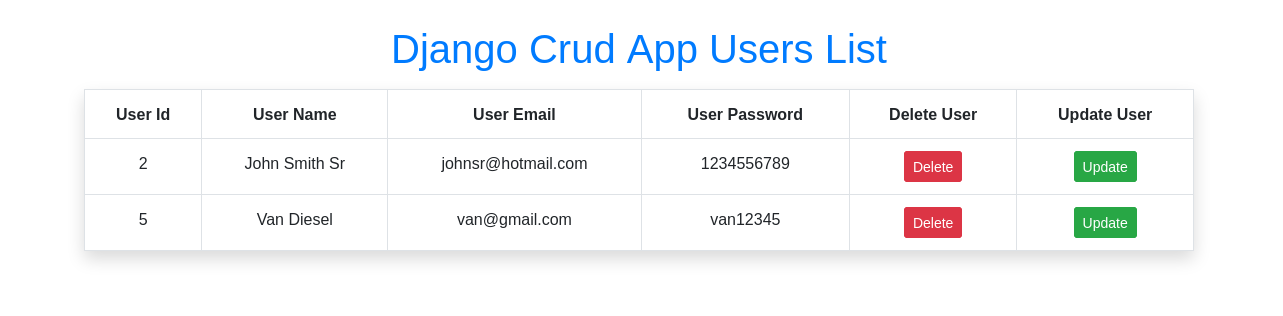 Django Crud App Users List
User Id User Name User Email User Password Delete User Update User
2 John Smith Sr johnsr@hotmail.com 1234556789 Delete Update
5 Van Diesel van@gmail.com van12345 Delete Update